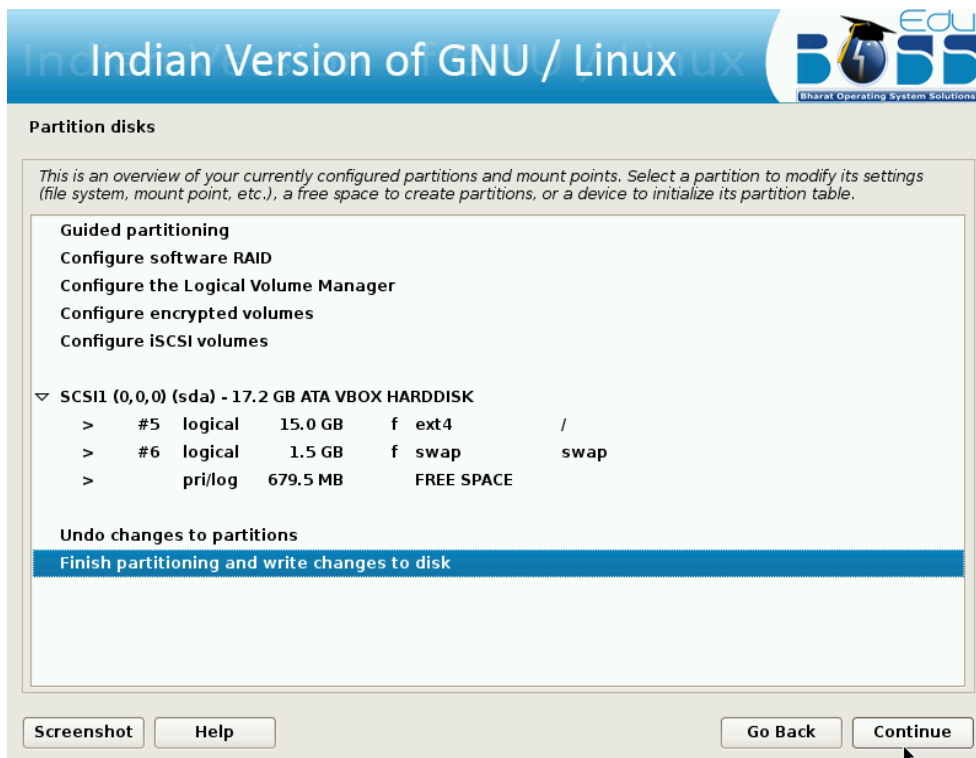 Indian Version of GNU / Linux
Edu
BOSS
Bharat Operating System Solutions
Partition disks
This is an overview of your currently configured partitions and mount points. Select a partition to modify its settings
(file system, mount point, etc.), a free space to create partitions, or a device to initialize its partition table.
Guided partitioning
Configure software RAID
Configure the Logical Volume Manager
Configure encrypted volumes
Configure iSCSI volumes
SCSI1 (0,0,0) (sda) - 17.2 GB ATA VBOX HARDDISK
> #5 logical 15.0 GB f ext4 /
> #6 logical 1.5 GB f swap swap
> pri/log 679.5 MB FREE SPACE
Undo changes to partitions
Finish partitioning and write changes to disk
Screenshot Help Go Back Continue